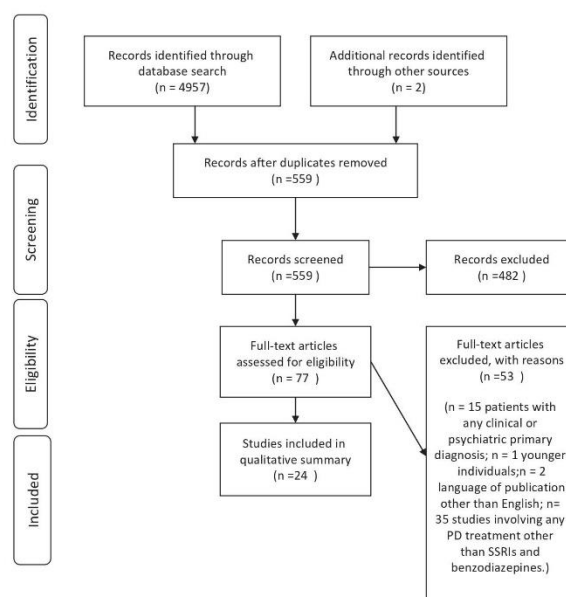 Identification
Records identified through
database search
(n = 4957)
Additional records identified
through other sources
(n = 2)
Records after duplicates removed
(n =559 )
Screening
Records screened
(n =559 )
Records excluded
(n =482 )
Eligibility
Full-text articles
assessed for eligibility
(n = 77 )
Full-text articles
excluded, with reasons
(n =53 )
(n = 15 patients with
any clinical or
psychiatric primary
diagnosis; n = 1 younger
individuals;n = 2
language of publication
other than English; n=
35 studies involving any
PD treatment other
than SSRIs and
benzodiazepines.)
Included
Studies included in
qualitative summary
(n =24 )